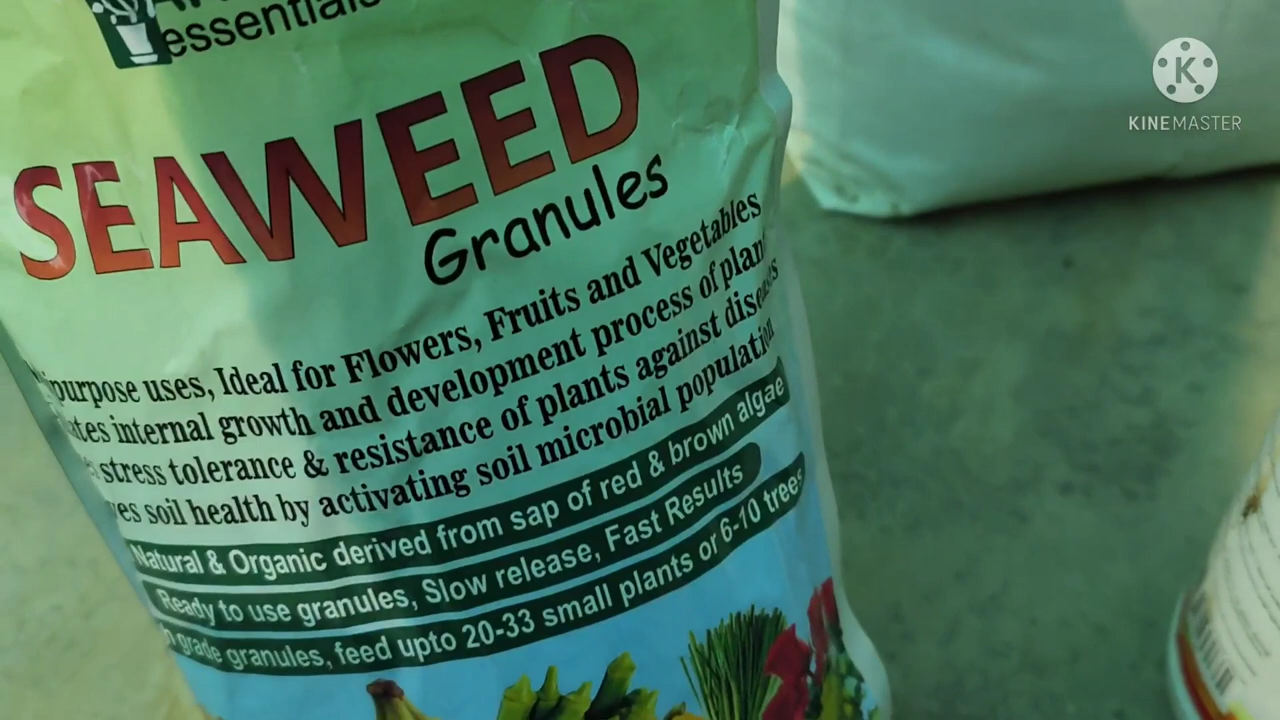 essentials
SEAWEED
Granules
purpose uses, Ideal for Flowers, Fruits and Vegetables
internal growth and development process of
stress tolerance & resistance of plants against
soil health by activating soil microbial population
Natural & Organic derived from sap of red & brown algae
Ready to use granules, Slow release, Fast Results
grade granules, feed upto 20-33 small plants or 6-10 trees
K
KINEMASTER